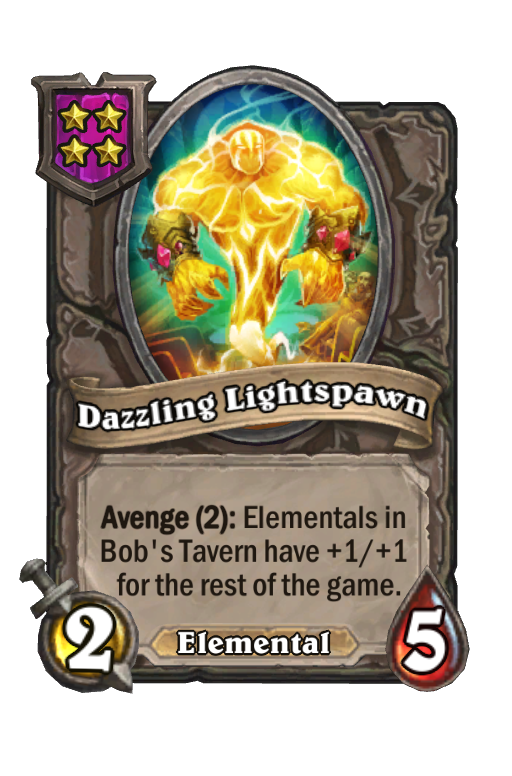 Dazzling Lightspawn
Avenge (2): Elementals in
Bob's Tavern have +1/+1
for the rest of the game.
2
Elemental
5